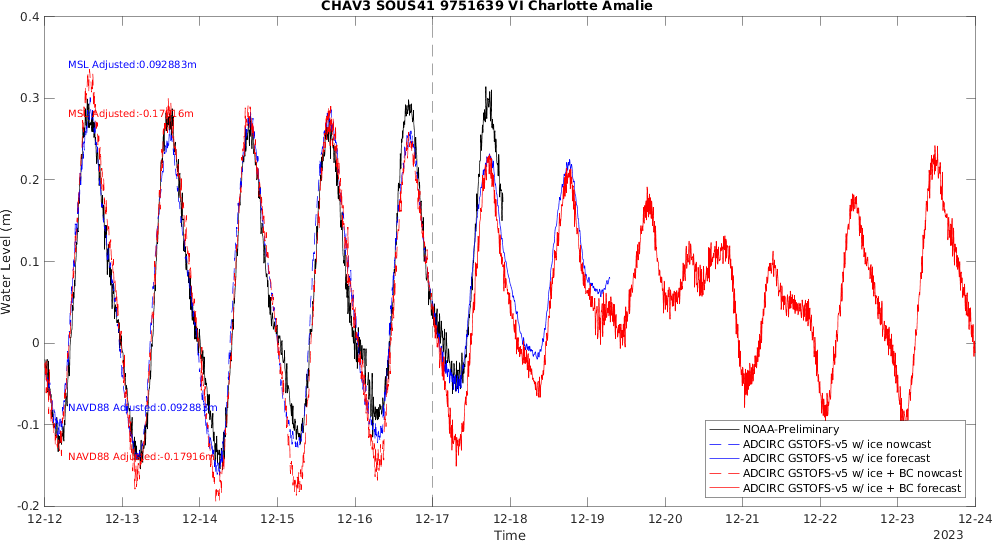 CHAV3 SOUS41 9751639 VI Charlotte Amalie
0.4
0.3
0.2
0.1
0
-0.1
-0.2
Water Level (m)
MSL Adjusted:0.092883m
MSL Adjusted:-0.17916m
NAVD88 Adjusted:0.092883m
NAVD88 Adjusted:-0.17916m
NOAA-Preliminary
ADCIRC GSTOFS-v5 w/ ice nowcast
ADCIRC GSTOFS-v5 w/ ice forecast
ADCIRC GSTOFS-v5 w/ ice + BC nowcast
ADCIRC GSTOFS-v5 w/ ice + BC forecast
12-12 12-13 12-14 12-15 12-16 12-17 12-18 12-19 12-20 12-21 12-22 12-23 12-24
Time
2023